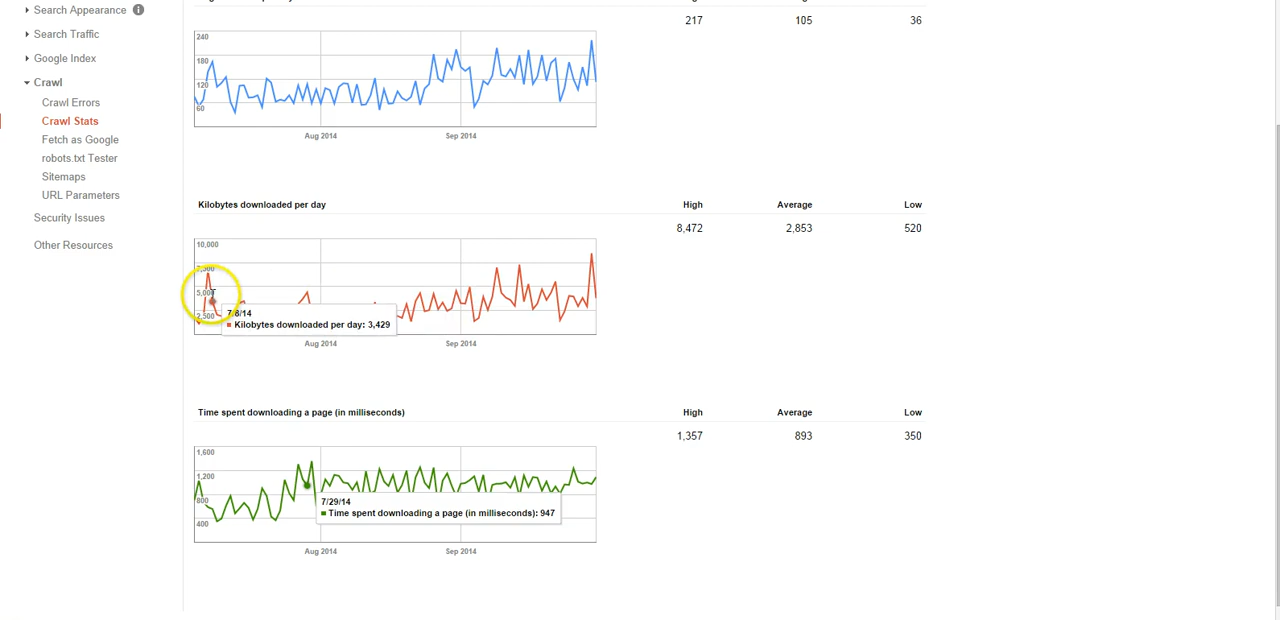 Search Appearance
Search Traffic
Google Index
Crawl
Crawl Errors
Crawl Stats
Fetch as Google
robots.txt Tester
Sitemaps
URL Parameters
Security Issues
Other Resources
217 105 36
240
180
120
60
Aug 2014 Sep 2014
Kilobytes downloaded per day High Average Low
8,472 2,853 520
10,000
7,500
5,000
2,500
7/8/14
Kilobytes downloaded per day: 3,429
Aug 2014 Sep 2014
Time spent downloading a page (in milliseconds) High Average Low
1,357 893 350
1,600
1,200
800
400
7/29/14
Time spent downloading a page (in milliseconds): 947
Aug 2014 Sep 2014